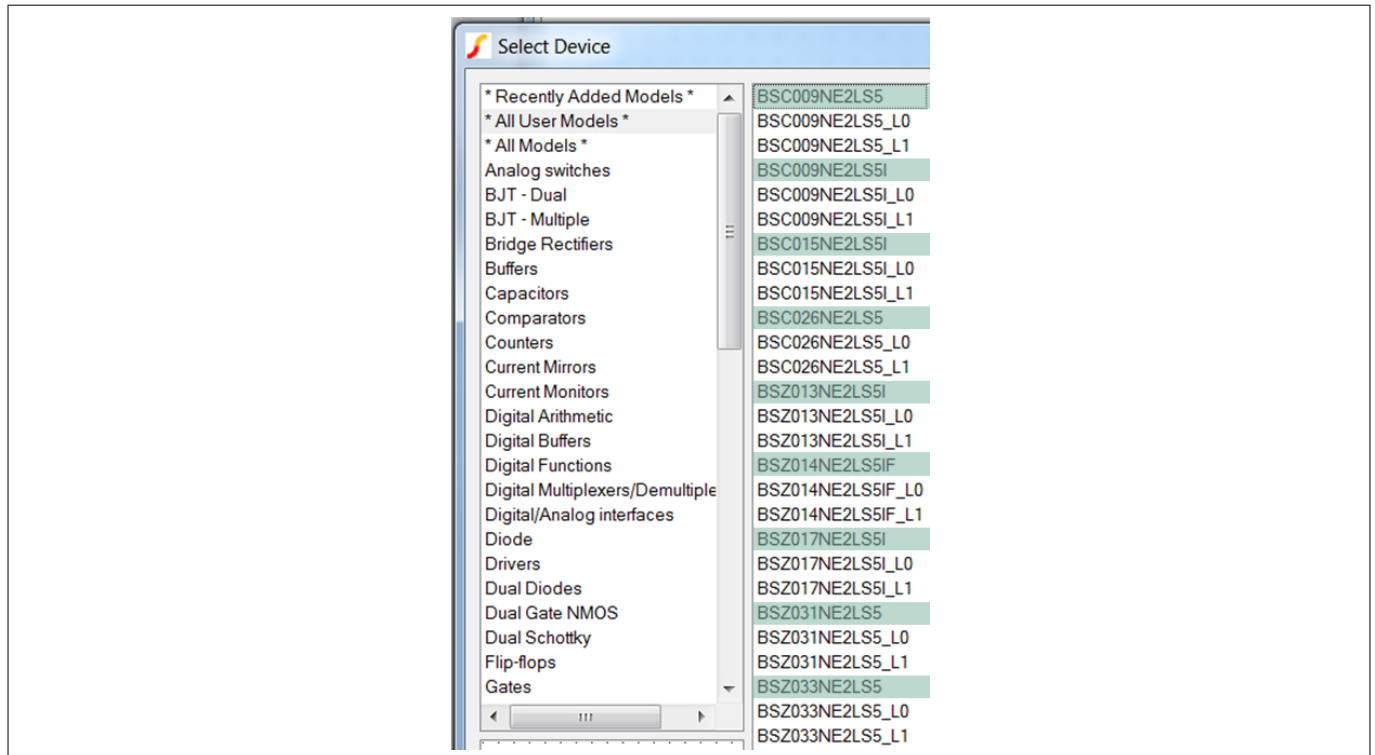 Select Device
* Recently Added Models *
* All User Models *
* All Models *
Analog switches
BJT - Dual
BJT - Multiple
Bridge Rectifiers
Buffers
Capacitors
Comparators
Counters
Current Mirrors
Current Monitors
Digital Arithmetic
Digital Buffers
Digital Functions
Digital Multiplexers/Demultiple
Digital/Analog interfaces
Diode
Drivers
Dual Diodes
Dual Gate NMOS
Dual Schottky
Flip-flops
Gates
BSC009NE2LS5
BSC009NE2LS5_L0
BSC009NE2LS5_L1
BSC009NE2LS5I
BSC009NE2LS5I_L0
BSC009NE2LS5I_L1
BSC015NE2LS5I
BSC015NE2LS5I_L0
BSC015NE2LS5I_L1
BSC026NE2LS5
BSC026NE2LS5_L0
BSC026NE2LS5_L1
BSZ013NE2LS5I
BSZ013NE2LS5I_L0
BSZ013NE2LS5I_L1
BSZ014NE2LS5IF
BSZ014NE2LS5IF_L0
BSZ014NE2LS5IF_L1
BSZ017NE2LS5I
BSZ017NE2LS5I_L0
BSZ017NE2LS5I_L1
BSZ031NE2LS5
BSZ031NE2LS5_L0
BSZ031NE2LS5_L1
BSZ033NE2LS5
BSZ033NE2LS5_L0
BSZ033NE2LS5_L1